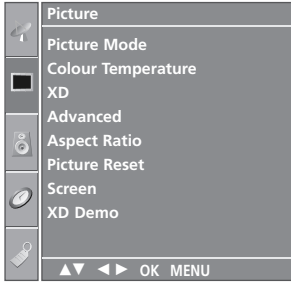 Picture
Picture Mode
Colour Temperature
XD
Advanced
Aspect Ratio
Picture Reset
Screen
XD Demo
▲▼ ◄► OK MENU